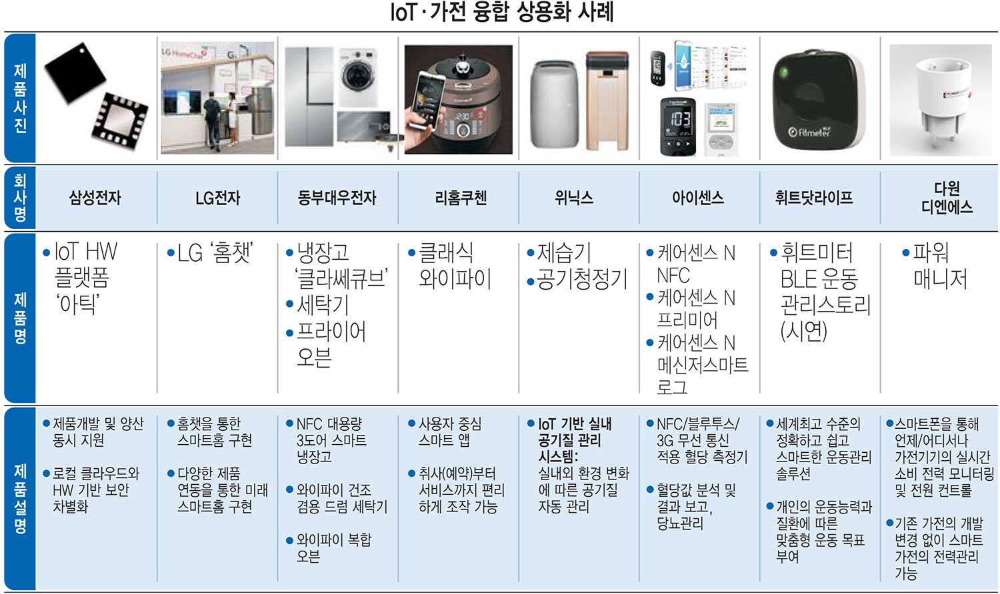 IoT·가전 융합 상용화 사례
제품사진
LG HomeChat
103
Fitmeter
BLE
회사명
삼성전자
LG전자
동부대우전자
리홈쿠첸
위닉스
아이센스
휘트닷라이프
다원
디엔에스
제품명
•IoT HW
플랫폼
‘아틱’
•LG ‘홈챗’
•냉장고
‘클라쎄큐브’
•세탁기
•프라이어
오븐
•클래식
와이파이
•제습기
•공기청정기
•케어센스 N
NFC
•케어센스 N
프리미어
•케어센스 N
메신저스마트
로그
•휘트미터
BLE 운동
관리스토리
(시연)
•파워
매니저
제품설명
•제품개발 및 양산
동시 지원
•로컬 클라우드와
HW 기반 보안
차별화
•홈챗을 통한
스마트홈 구현
•다양한 제품
연동을 통한 미래
스마트홈 구현
•NFC 대용량
3도어 스마트
냉장고
•와이파이 건조
겸용 드럼 세탁기
•와이파이 복합
오븐
•사용자 중심
스마트 앱
•취사(예약)부터
서비스까지 편리
하게 조작 가능
•IoT 기반 실내
공기질 관리
시스템:
실내외 환경 변화
에 따른 공기질
자동 관리
•NFC/블루투스/
3G 무선 통신
적용 혈당 측정기
•혈당값 분석 및
결과 보고,
당뇨관리
•세계최고 수준의
정확하고 쉽고
스마트한 운동관리
솔루션
•개인의 운동능력과
질환에 따른
맞춤형 운동 목표
부여
•스마트폰을 통해
언제/어디서나
가전기기의 실시간
소비 전력 모니터링
및 전원 컨트롤
•기존 가전의 개발
변경 없이 스마트
가전의 전력관리
가능